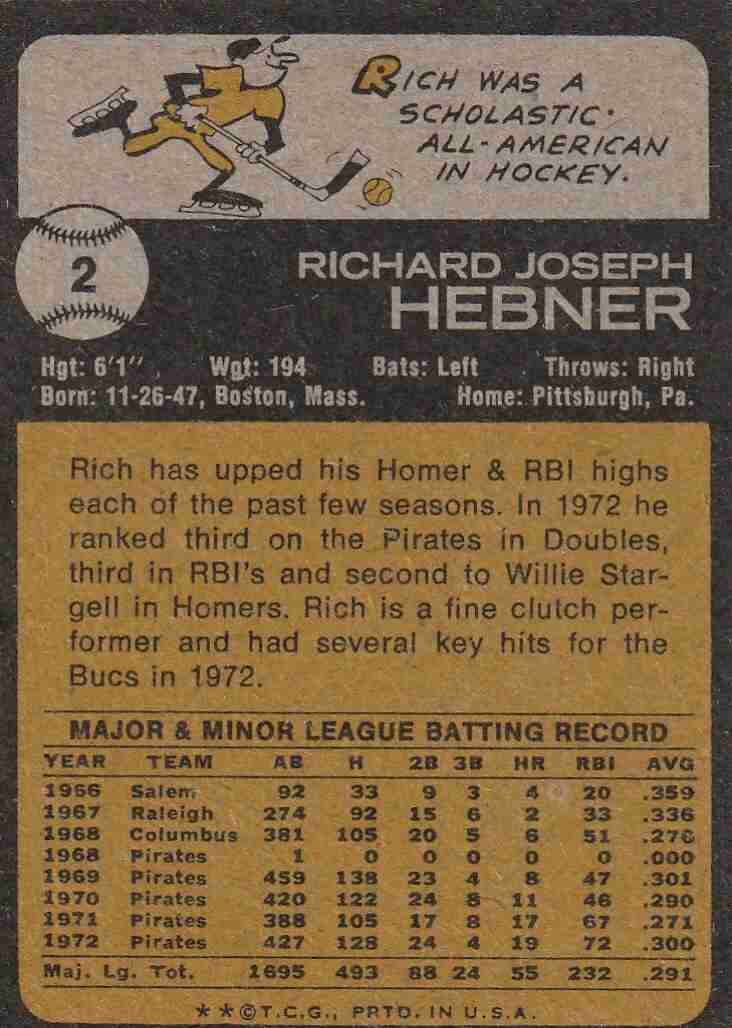 RICH WAS A
SCHOLASTIC
ALL-AMERICAN
IN HOCKEY.
2
RICHARD JOSEPH
HEBNER
Hgt: 6'1" Wgt: 194 Bats: Left Throws: Right
Born: 11-26-47, Boston, Mass. Home: Pittsburgh, Pa.
Rich has upped his Homer & RBI highs
each of the past few seasons. In 1972 he
ranked third on the Pirates in Doubles,
third in RBI's and second to Willie Star-
gell in Homers. Rich is a fine clutch per-
former and had several key hits for the
Bucs in 1972.
MAJOR & MINOR LEAGUE BATTING RECORD
YEAR TEAM AB H 2B 3B HR RBI AVG
1966 Salem 92 33 9 3 4 20 .359
1967 Raleigh 274 92 15 6 2 33 .336
1968 Columbus 381 105 20 5 6 51 .276
1968 Pirates 1 0 0 0 0 0 .000
1969 Pirates 459 138 23 4 8 47 .301
1970 Pirates 420 122 24 8 11 46 .290
1971 Pirates 388 105 17 8 17 67 .271
1972 Pirates 427 128 24 4 19 72 .300
Maj. Lg. Tot. 1695 493 88 24 55 232 .291
**©T.C.G., PRTD. IN U.S.A.